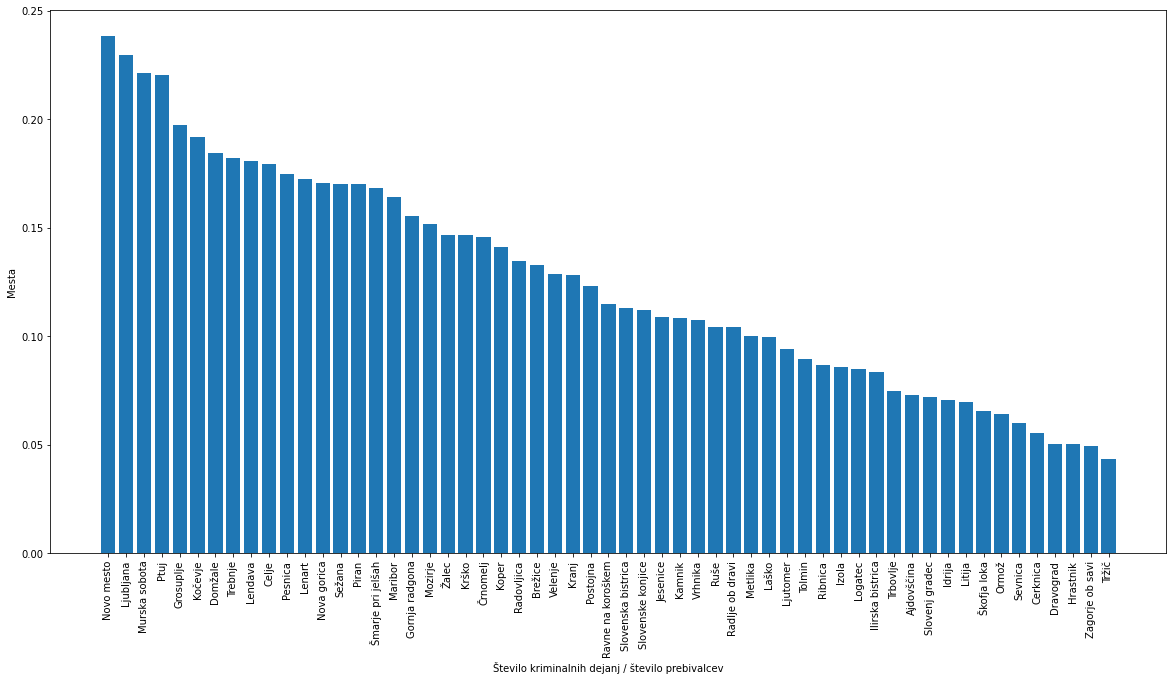 0.25
0.20
0.15
0.10
0.05
0.00
Mesta
Novo mesto
Ljubljana
Murska sobota
Ptuj
Grosuplje
Kočevje
Domžale
Trebnje
Lendava
Celje
Pesnica
Lenart
Nova gorica
Sežana
Piran
Šmarje pri jelšah
Maribor
Gornja radgona
Mozirje
Žalec
Krško
Črnomelj
Koper
Radovljica
Brežice
Velenje
Kranj
Postojna
Ravne na koroškem
Slovenska bistrica
Slovenske konjice
Jesenice
Kamnik
Vrhnika
Ruše
Radlje ob dravi
Metlika
Laško
Ljutomer
Tolmin
Ribnica
Izola
Logatec
Ilirska bistrica
Trbovlje
Ajdovščina
Slovenj gradec
Idrija
Litija
Škofja loka
Ormož
Sevnica
Cerknica
Dravograd
Hrastnik
Zagorje ob savi
Tržič
Število kriminalnih dejanj / število prebivalcev